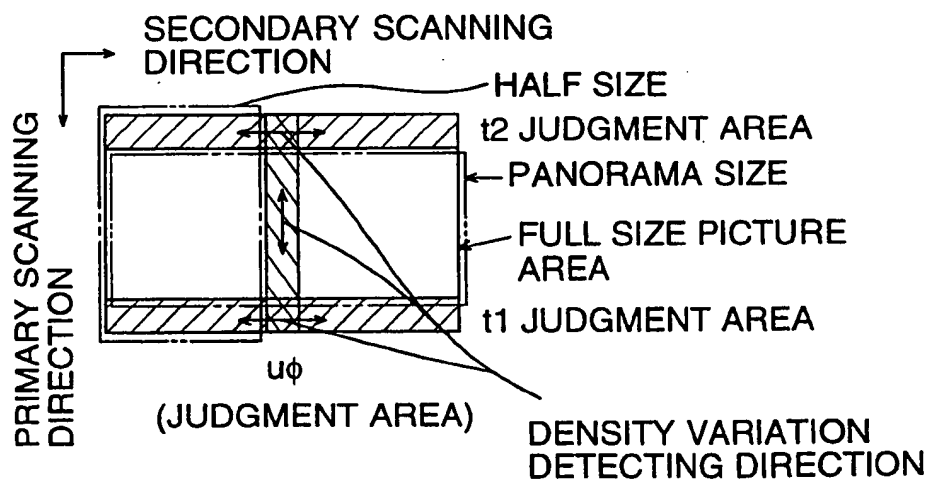 SECONDARY SCANNING
DIRECTION
HALF SIZE
t2 JUDGMENT AREA
PANORAMA SIZE
FULL SIZE PICTURE
AREA
t1 JUDGMENT AREA
PRIMARY SCANNING
DIRECTION
uϕ
(JUDGMENT AREA)
DENSITY VARIATION
DETECTING DIRECTION